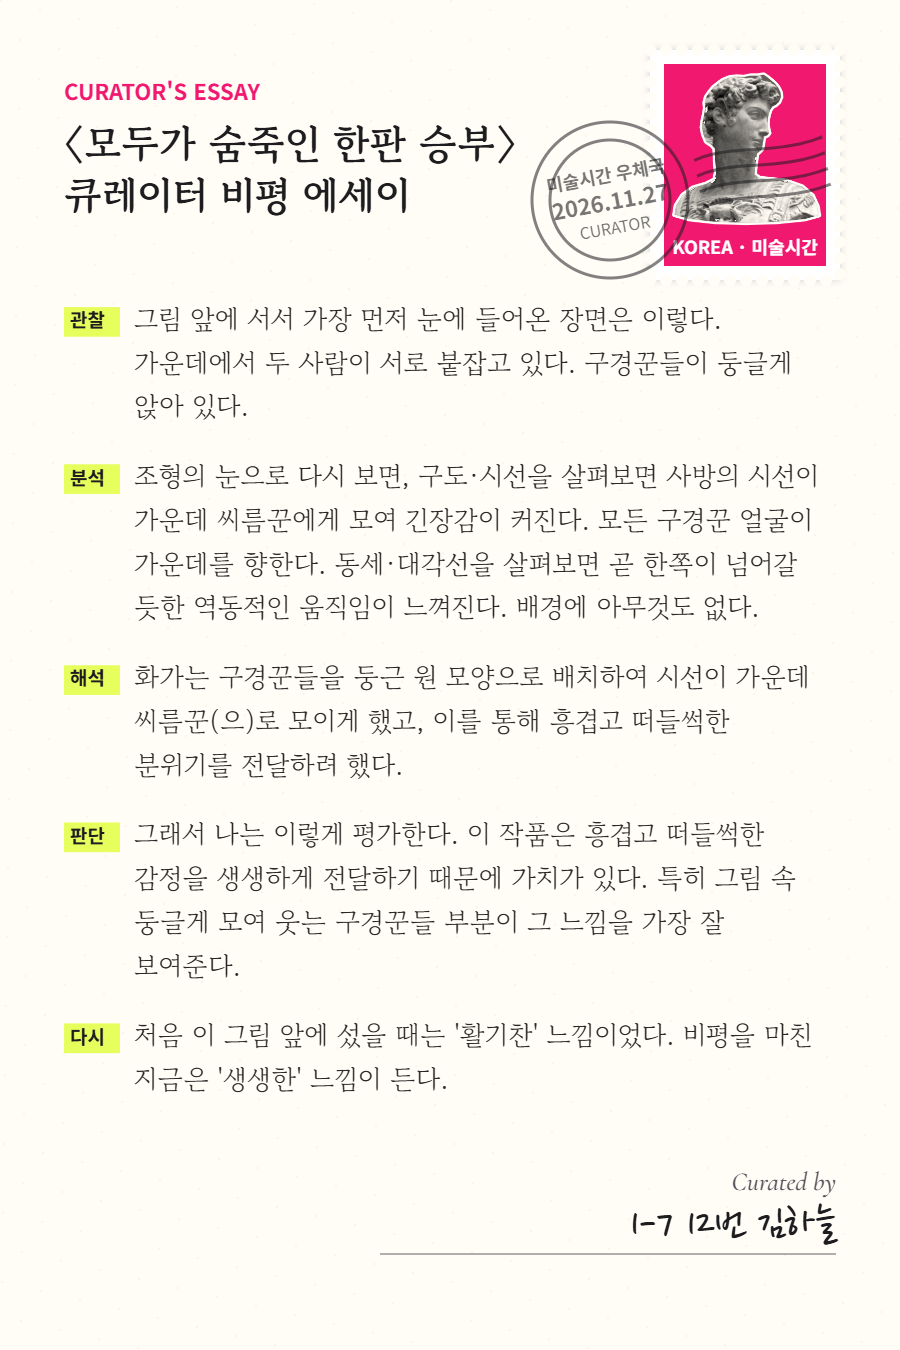 CURATOR'S ESSAY
〈모두가 숨죽인 한판 승부〉
큐레이터 비평 에세이
미술시간 우체국
2026.11.27
CURATOR
KOREA · 미술시간
관찰
그림 앞에 서서 가장 먼저 눈에 들어온 장면은 이렇다.
가운데에서 두 사람이 서로 붙잡고 있다. 구경꾼들이 둥글게
앉아 있다.
분석
조형의 눈으로 다시 보면, 구도·시선을 살펴보면 사방의 시선이
가운데 씨름꾼에게 모여 긴장감이 커진다. 모든 구경꾼 얼굴이
가운데를 향한다. 동세·대각선을 살펴보면 곧 한쪽이 넘어갈
듯한 역동적인 움직임이 느껴진다. 배경에 아무것도 없다.
해석
화가는 구경꾼들을 둥근 원 모양으로 배치하여 시선이 가운데
씨름꾼(으)로 모이게 했고, 이를 통해 흥겹고 떠들썩한
분위기를 전달하려 했다.
판단
그래서 나는 이렇게 평가한다. 이 작품은 흥겹고 떠들썩한
감정을 생생하게 전달하기 때문에 가치가 있다. 특히 그림 속
둥글게 모여 웃는 구경꾼들 부분이 그 느낌을 가장 잘
보여준다.
다시
처음 이 그림 앞에 섰을 때는 '활기찬' 느낌이었다. 비평을 마친
지금은 '생생한' 느낌이 든다.
Curated by
1-7 12번 김하늘